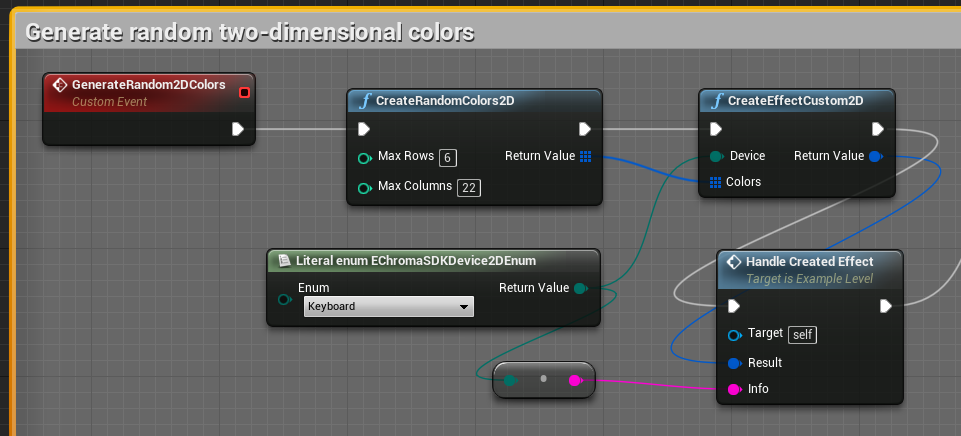 Generate random two-dimensional colors
GenerateRandom2DColors
Custom Event
f CreateRandomColors2D
Max Rows 6
Return Value
Max Columns 22
f CreateEffectCustom2D
Device
Return Value
Colors
Literal enum EChromaSDKDevice2DEnum
Enum
Return Value
Keyboard
Handle Created Effect
Target is Example Level
Target self
Result
Info